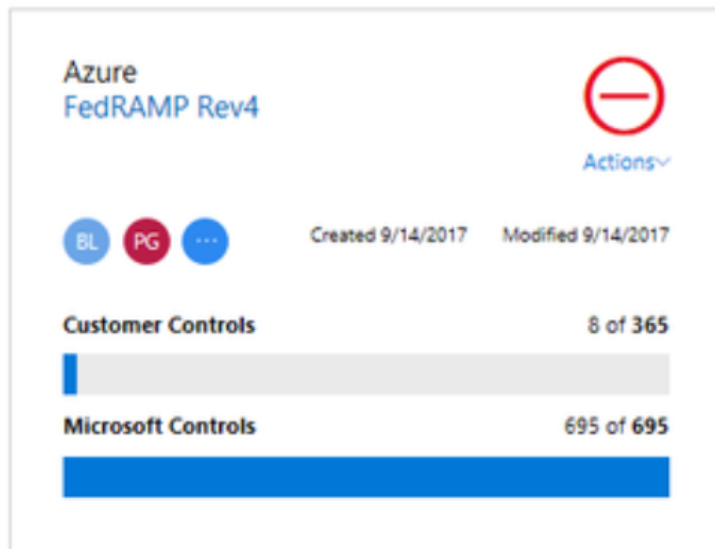 Azure
FedRAMP Rev4
Actions
BL PG ... Created 9/14/2017 Modified 9/14/2017
Customer Controls 8 of 365
Microsoft Controls 695 of 695